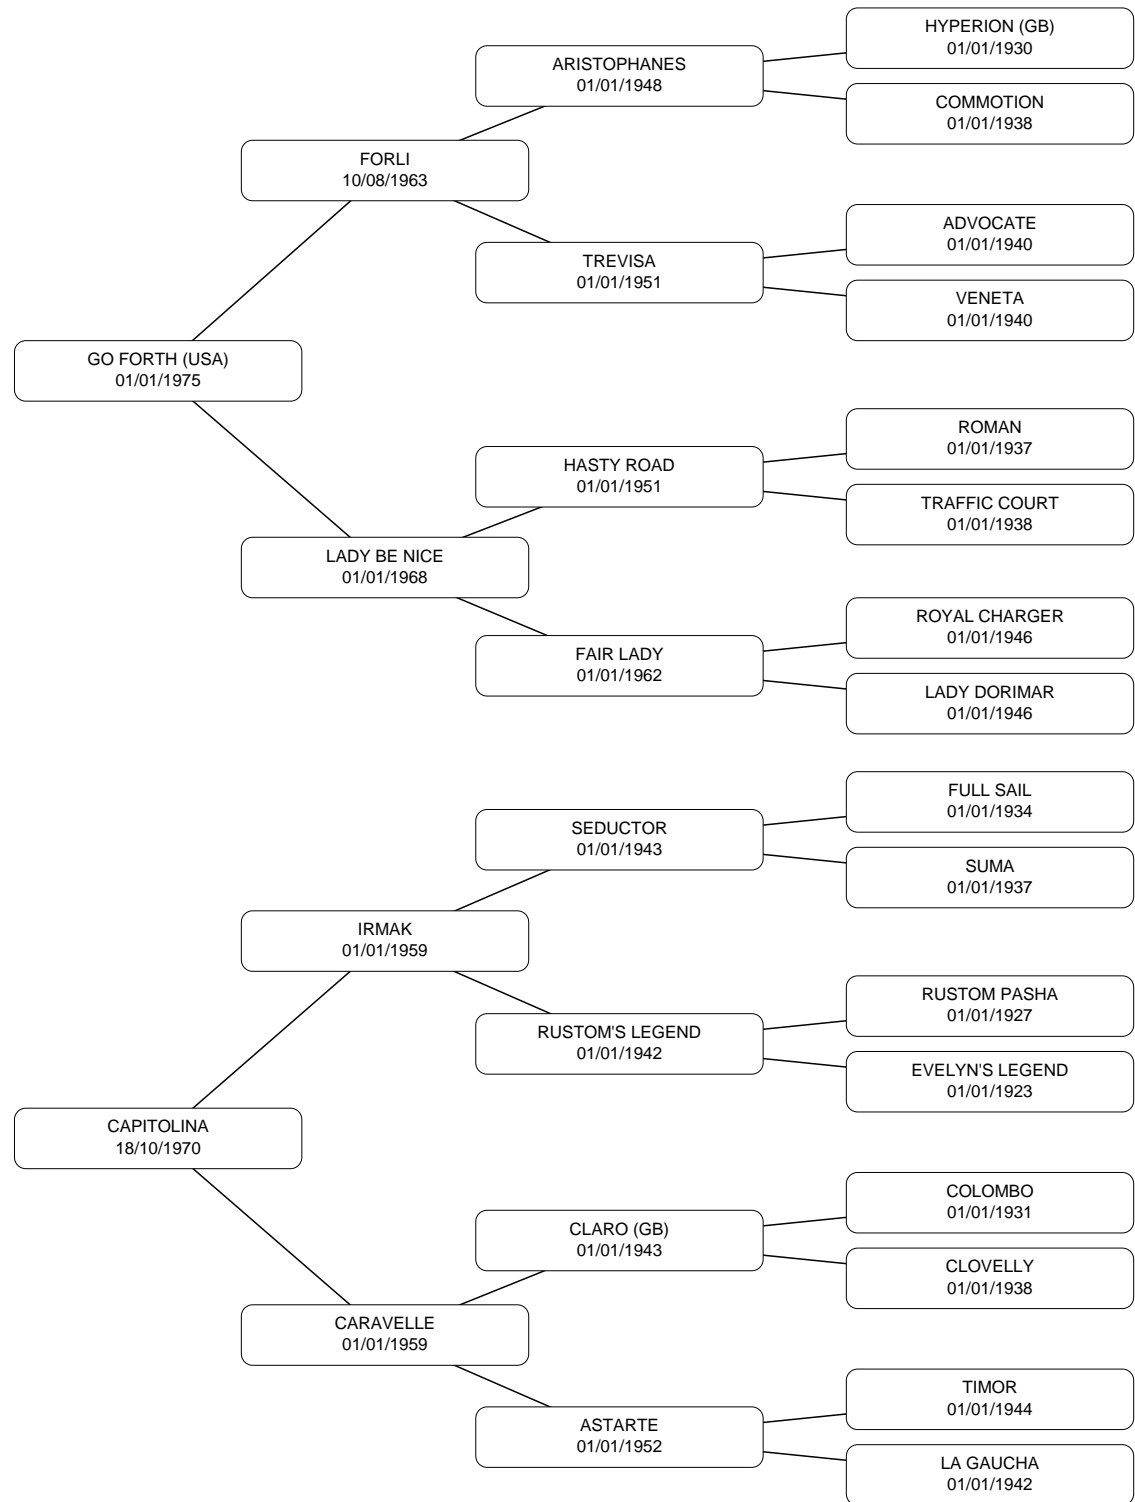 HYPERION (GB)
01/01/1930
ARISTOPHANES
01/01/1948
COMMOTION
01/01/1938
FORLI
10/08/1963
ADVOCATE
01/01/1940
TREVISA
01/01/1951
VENETA
01/01/1940
GO FORTH (USA)
01/01/1975
ROMAN
01/01/1937
HASTY ROAD
01/01/1951
TRAFFIC COURT
01/01/1938
LADY BE NICE
01/01/1968
ROYAL CHARGER
01/01/1946
FAIR LADY
01/01/1962
LADY DORIMAR
01/01/1946
FULL SAIL
01/01/1934
SEDUCTOR
01/01/1943
SUMA
01/01/1937
IRMAK
01/01/1959
RUSTOM PASHA
01/01/1927
RUSTOM'S LEGEND
01/01/1942
EVELYN'S LEGEND
01/01/1923
CAPITOLINA
18/10/1970
COLOMBO
01/01/1931
CLARO (GB)
01/01/1943
CLOVELLY
01/01/1938
CARAVELLE
01/01/1959
TIMOR
01/01/1944
ASTARTE
01/01/1952
LA GAUCHA
01/01/1942